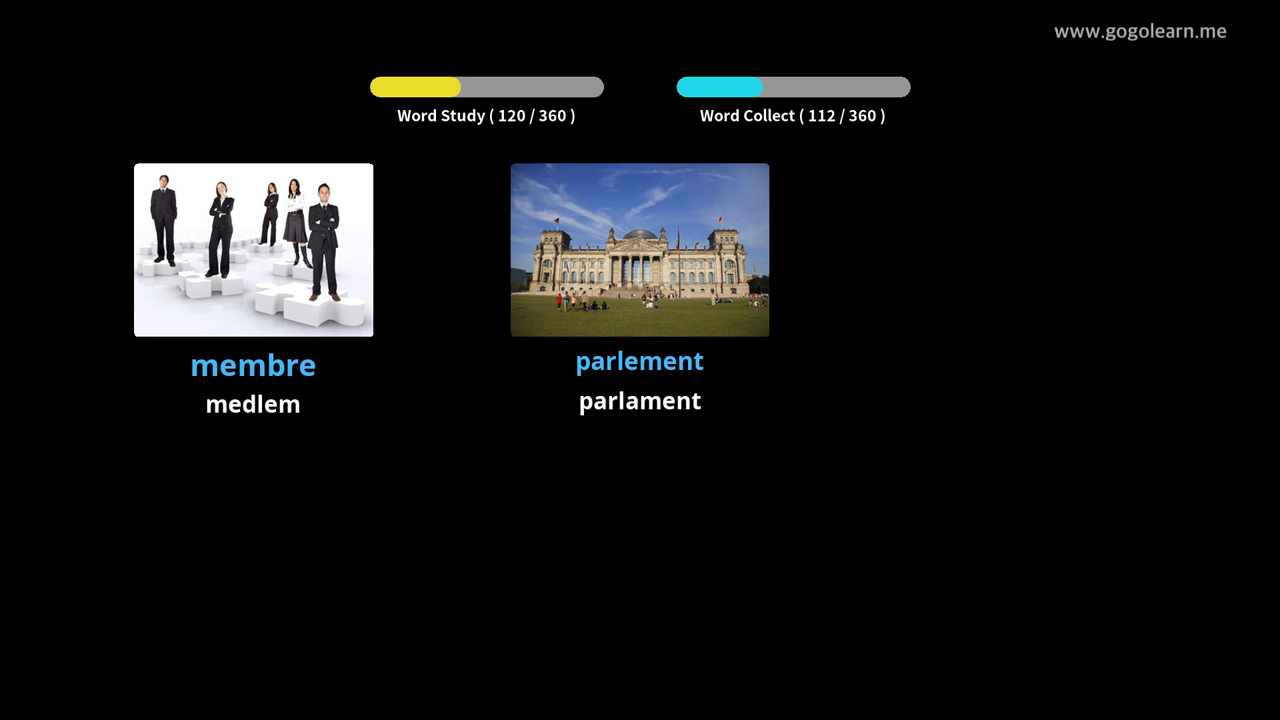 www.gogolearn.me
Word Study ( 120 / 360 )
Word Collect ( 112 / 360 )
membre
medlem
parlement
parlament